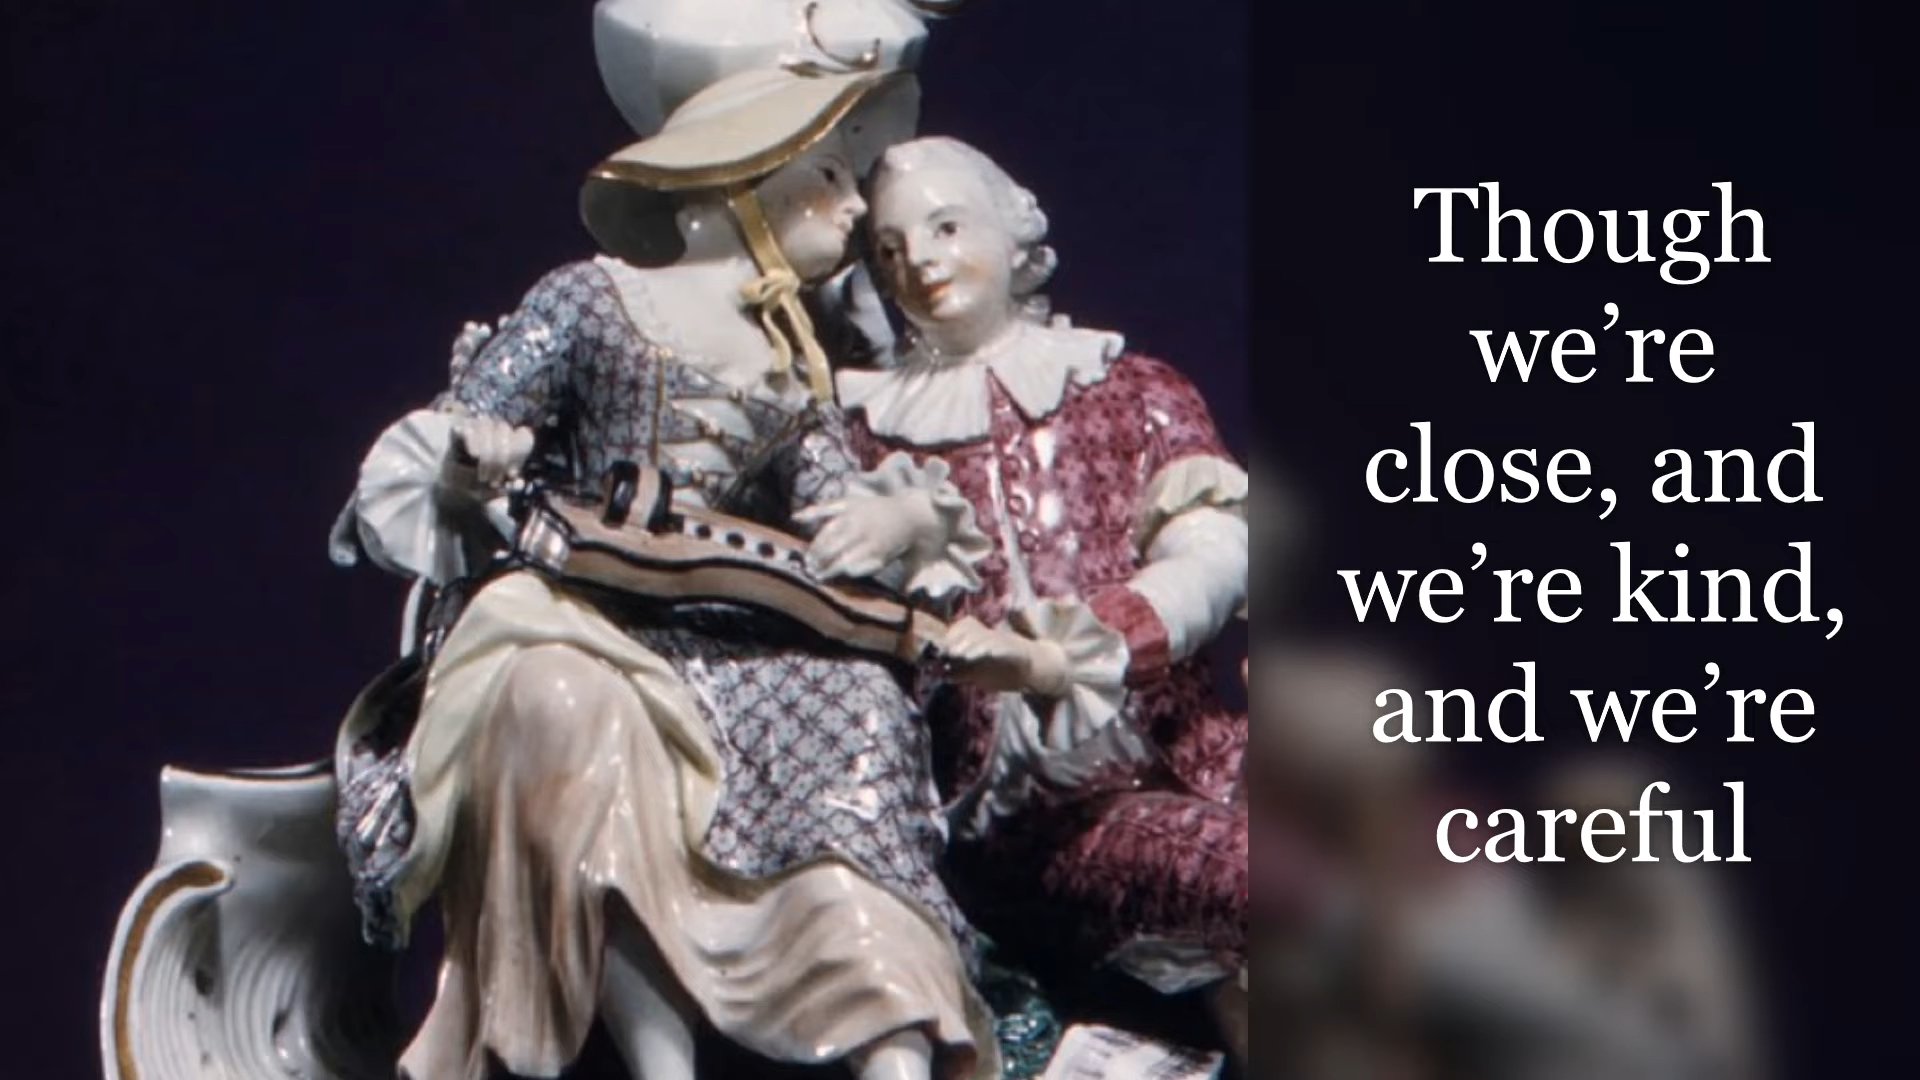 Though
we’re
close, and
we’re kind,
and we’re
careful